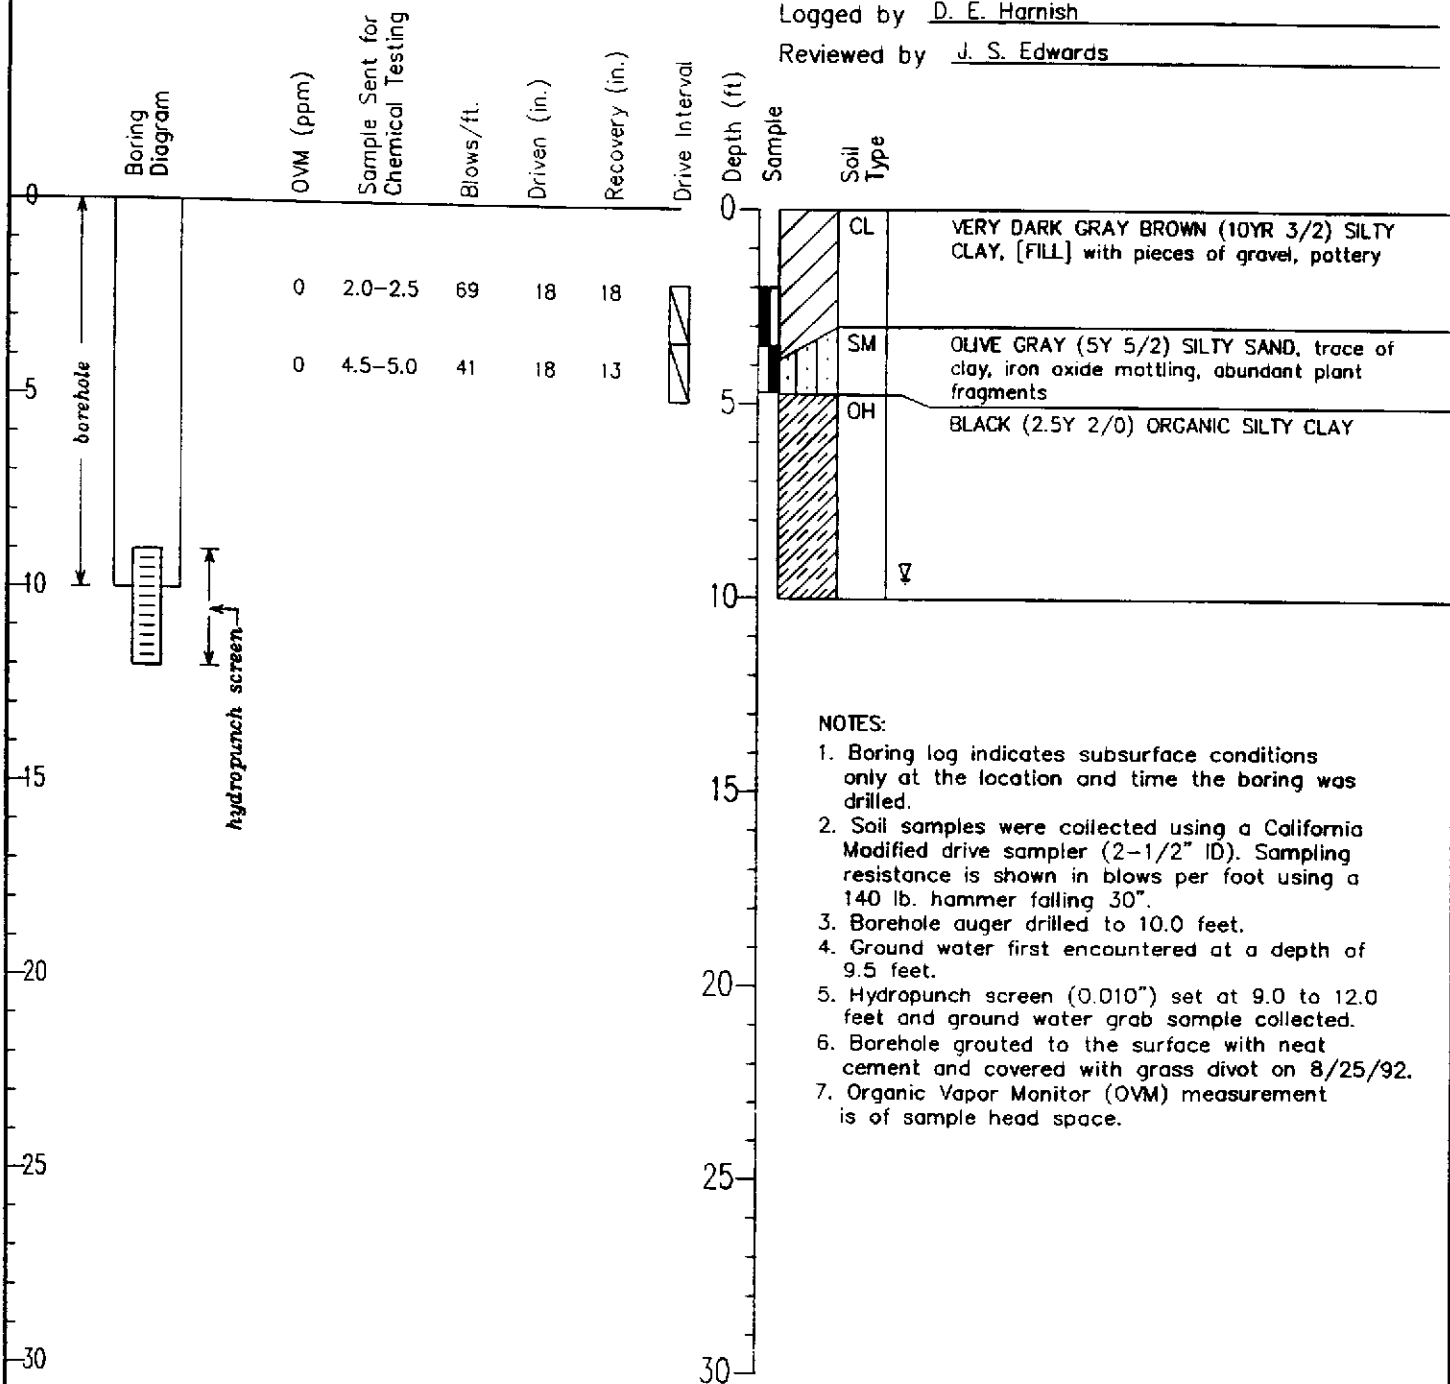 Logged by D. E. Harnish
Reviewed by J. S. Edwards
Boring
Diagram
OVM (ppm)
Sample Sent for
Chemical Testing
Blows/ft.
Driven (in.)
Recovery (in.)
Drive Interval
Depth (ft)
Sample
Soil
Type
0
5
10
15
20
25
30
borehole
hydropunch screen
0 2.0-2.5 69 18 18
0 4.5-5.0 41 18 13
0
5
10
15
20
25
30
CL VERY DARK GRAY BROWN (10YR 3/2) SILTY
CLAY, [FILL] with pieces of gravel, pottery
SM OLIVE GRAY (5Y 5/2) SILTY SAND, trace of
clay, iron oxide mottling, abundant plant
fragments
OH BLACK (2.5Y 2/0) ORGANIC SILTY CLAY
NOTES:
1. Boring log indicates subsurface conditions
only at the location and time the boring was
drilled.
2. Soil samples were collected using a California
Modified drive sampler (2-1/2" ID). Sampling
resistance is shown in blows per foot using a
140 lb. hammer falling 30".
3. Borehole auger drilled to 10.0 feet.
4. Ground water first encountered at a depth of
9.5 feet.
5. Hydropunch screen (0.010") set at 9.0 to 12.0
feet and ground water grab sample collected.
6. Borehole grouted to the surface with neat
cement and covered with grass divot on 8/25/92.
7. Organic Vapor Monitor (OVM) measurement
is of sample head space.